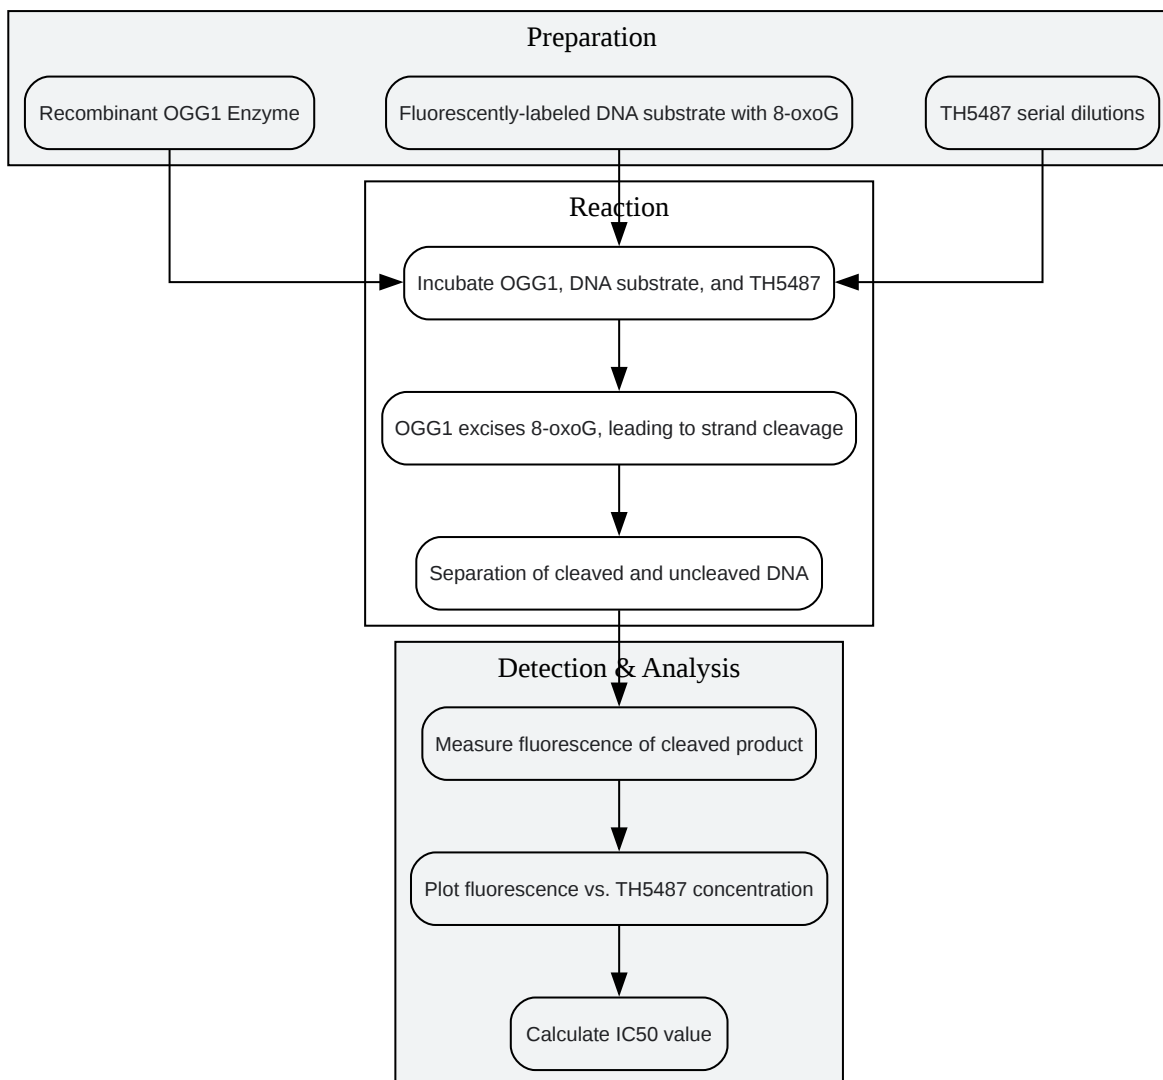 Preparation
Recombinant OGG1 Enzyme
Fluorescently-labeled DNA substrate with 8-oxoG
TH5487 serial dilutions
Reaction
Incubate OGG1, DNA substrate, and TH5487
OGG1 excises 8-oxoG, leading to strand cleavage
Separation of cleaved and uncleaved DNA
Detection & Analysis
Measure fluorescence of cleaved product
Plot fluorescence vs. TH5487 concentration
Calculate IC50 value